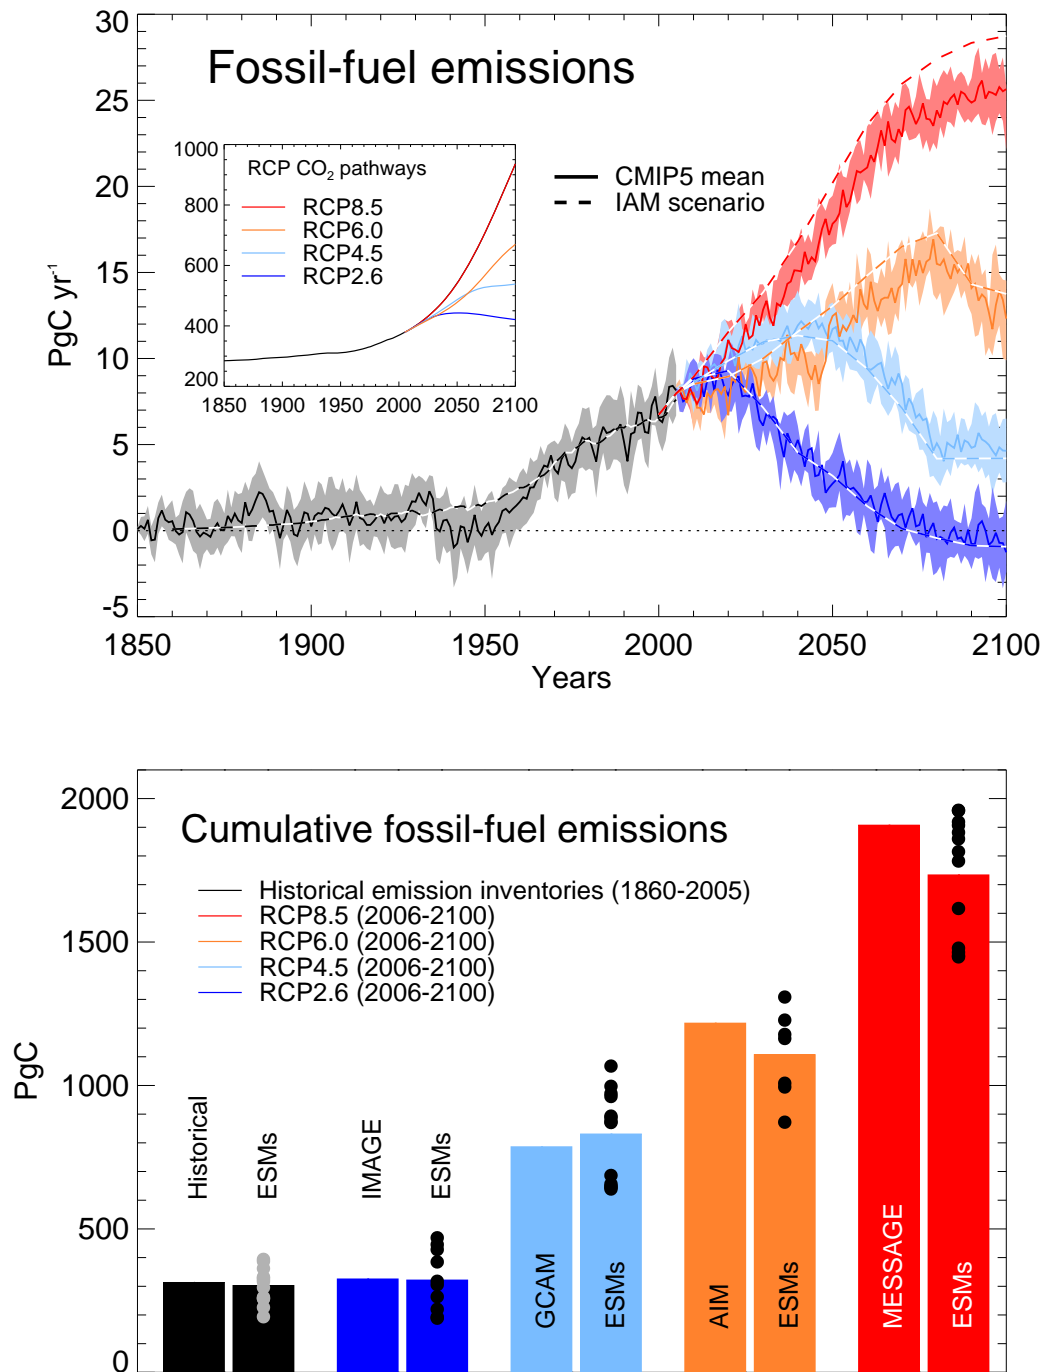 Fossil-fuel emissions
30
25
20
15
10
5
0
-5
PgC yr-1
1850
1900
1950
2000
2050
2100
Years
CMIP5 mean
IAM scenario
RCP CO2 pathways
RCP8.5
RCP6.0
RCP4.5
RCP2.6
1000
800
600
400
200
1850 1900 1950 2000 2050 2100
Cumulative fossil-fuel emissions
2000
1500
1000
500
0
PgC
Historical emission inventories (1860-2005)
RCP8.5 (2006-2100)
RCP6.0 (2006-2100)
RCP4.5 (2006-2100)
RCP2.6 (2006-2100)
Historical
ESMs
IMAGE
ESMs
GCAM
ESMs
AIM
ESMs
MESSAGE
ESMs